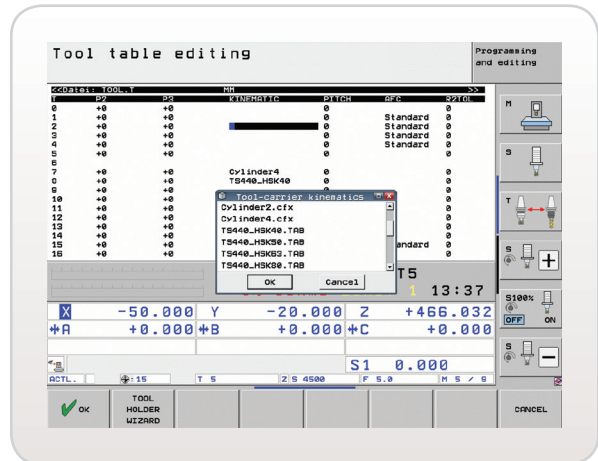 Tool table editing
Programming and editing
<<Datei: TOOL.T MM >>
T P2 P3 KINEMATIC PITCH AFC R2TOL
0 +0 +0 0 0
1 +0 +0 0 Standard 0
2 +0 +0 0 Standard 0
3 +0 +0 0 Standard 0
4 +0 +0 0 Standard 0
5 +0 +0 0 0
6
7 +0 +0 Cylinder4 0 0
8 +0 +0 TS440_HSK40 0 0
9 +0 +0 0 0
10 +0 +0 0
11 +0 +0 0
12 +0 +0 0
13 +0 +0 0
14 +0 +0 0
15 +0 +0 andard 0
16 +0 +0 0
Tool-carrier kinematics
Cylinder2.cfx
Cylinder4.cfx
TS440_HSK40.TAB
TS440_HSK50.TAB
TS440_HSK63.TAB
TS440_HSK80.TAB
OK Cancel
T5
1 13:37
X -50.000 Y -20.000 Z +466.032
+A +0.000 +B +0.000 +C +0.000
S1 0.000
ACTL. : 15 T 5 Z S 4500 F 5.0 M 5 / 9
M
S
T
S +
S100%
OFF ON
S -
OK
TOOL HOLDER WIZARD
CANCEL